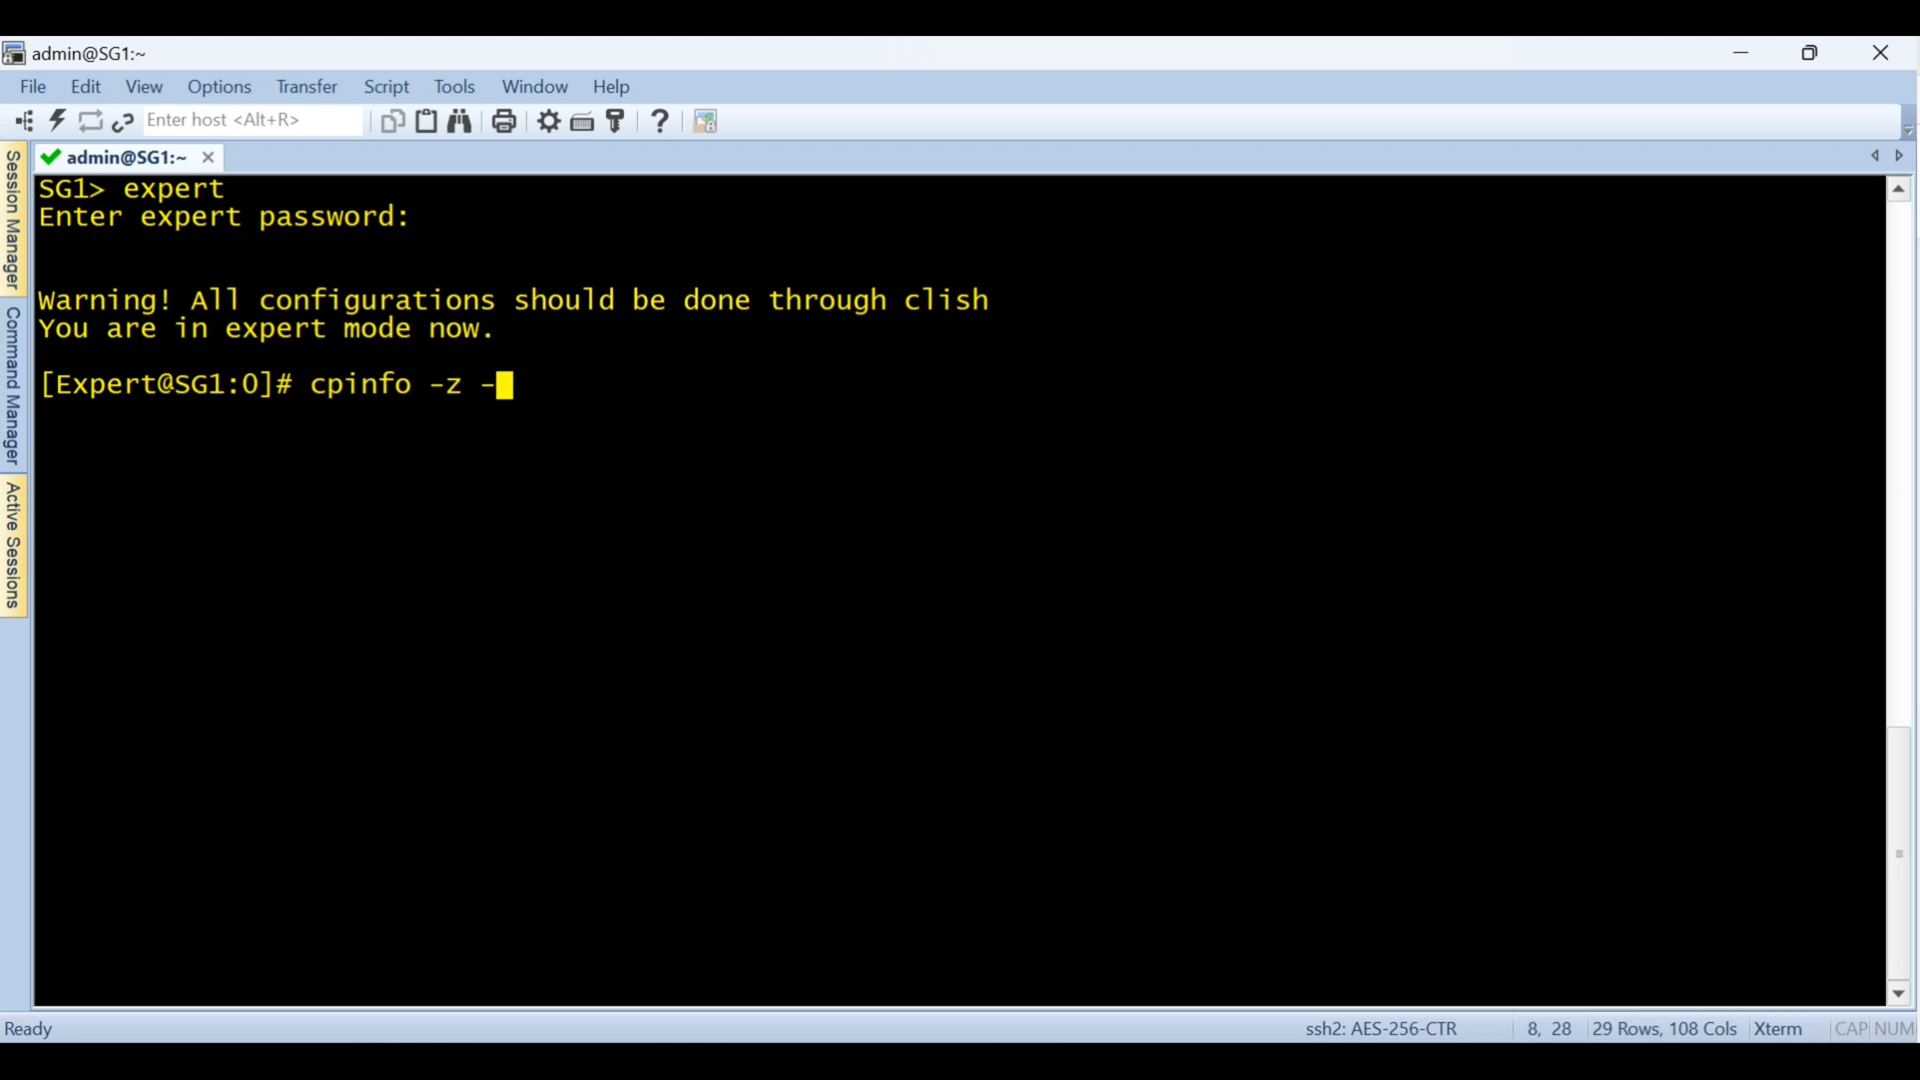 admin@SG1:~
File Edit View Options Transfer Script Tools Window Help
Enter host <Alt+R>
admin@SG1:~
Session Manager
Command Manager
Active Sessions
SG1> expert
Enter expert password:
Warning! All configurations should be done through clish
You are in expert mode now.
[Expert@SG1:0]# cpinfo -z -
Ready ssh2: AES-256-CTR 8, 28 29 Rows, 108 Cols Xterm CAP NUM